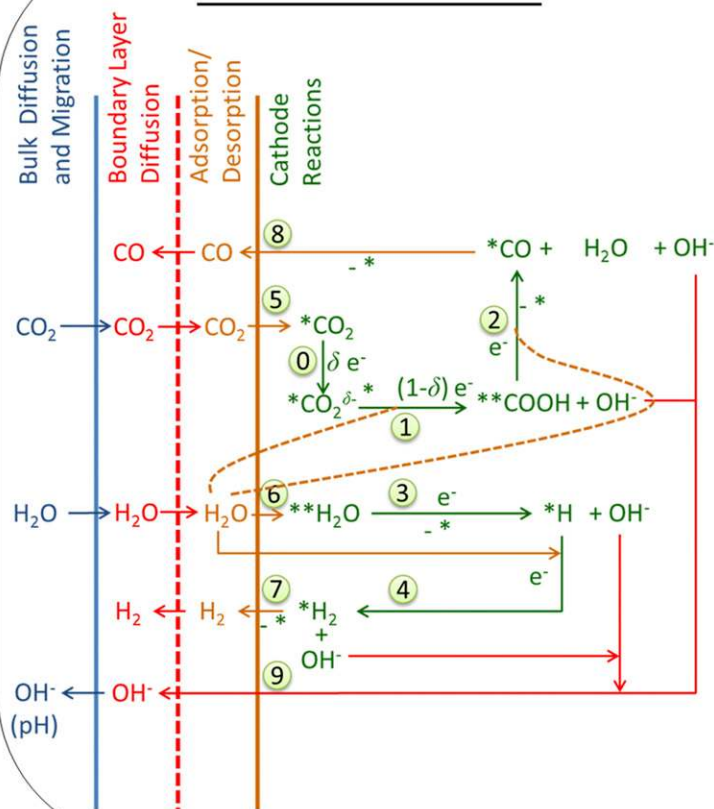 Bulk Diffusion
and Migration
Boundary Layer
Diffusion
Adsorption/
Desorption
Cathode
Reactions
8
CO CO *CO + H₂O + OH⁻
- *
5
2
- *
e⁻
CO₂ CO₂ CO₂ *CO₂
0 δ e⁻
*CO₂ᵟ⁻ * (1-δ) e⁻ **COOH + OH⁻
1
6 3 e⁻
H₂O H₂O H₂O **H₂O *H + OH⁻
- *
e⁻
7 4
H₂ H₂ *H₂
- *
+
OH⁻
9
OH⁻ OH⁻
(pH)